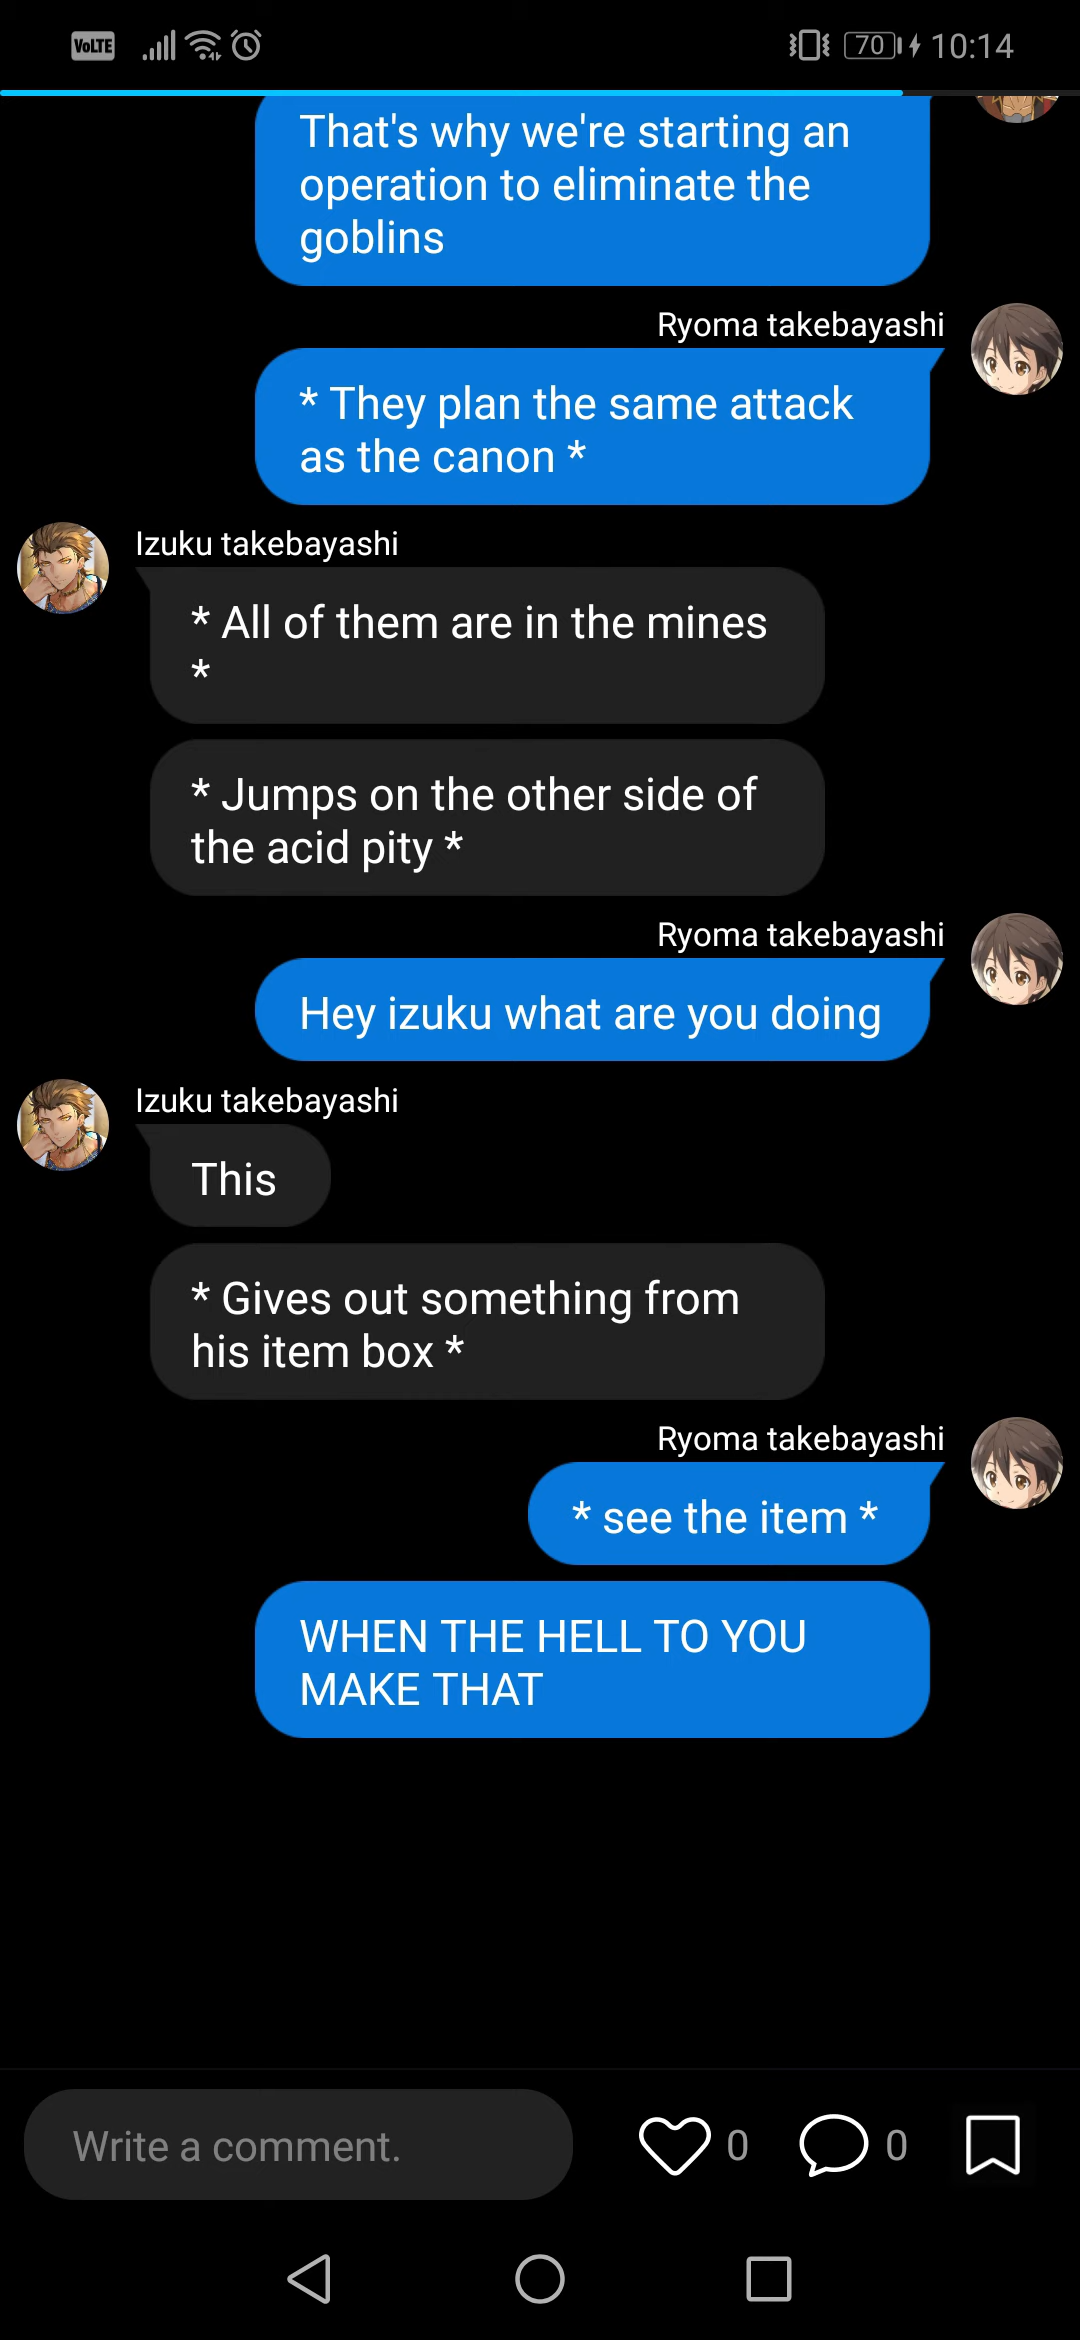 VoLTE
70
10:14
That's why we're starting an
operation to eliminate the
goblins
Ryoma takebayashi
* They plan the same attack
as the canon *
Izuku takebayashi
* All of them are in the mines
*
* Jumps on the other side of
the acid pity *
Ryoma takebayashi
Hey izuku what are you doing
Izuku takebayashi
This
* Gives out something from
his item box *
Ryoma takebayashi
* see the item *
WHEN THE HELL TO YOU
MAKE THAT
Write a comment.
0
0